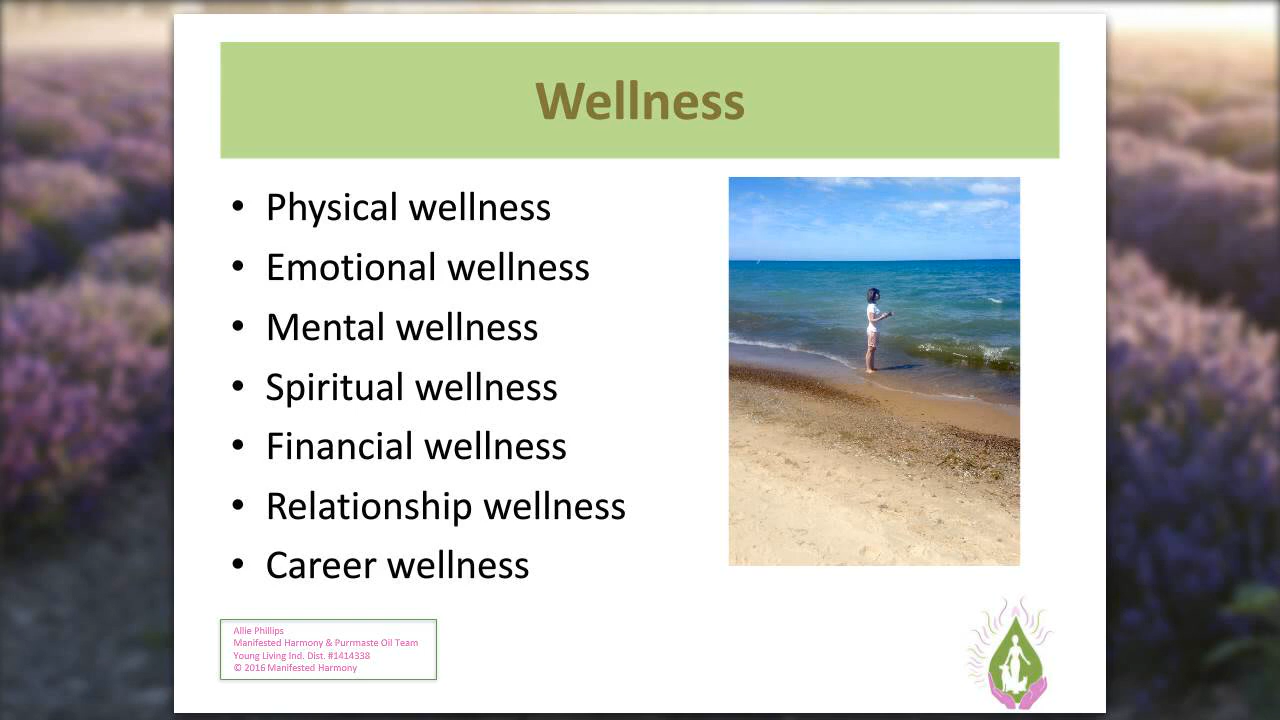 Wellness
• Physical wellness
• Emotional wellness
• Mental wellness
• Spiritual wellness
• Financial wellness
• Relationship wellness
• Career wellness
Allie Phillips
Manifested Harmony & Purrmaste Oil Team
Young Living Ind. Dist. #1414338
© 2016 Manifested Harmony